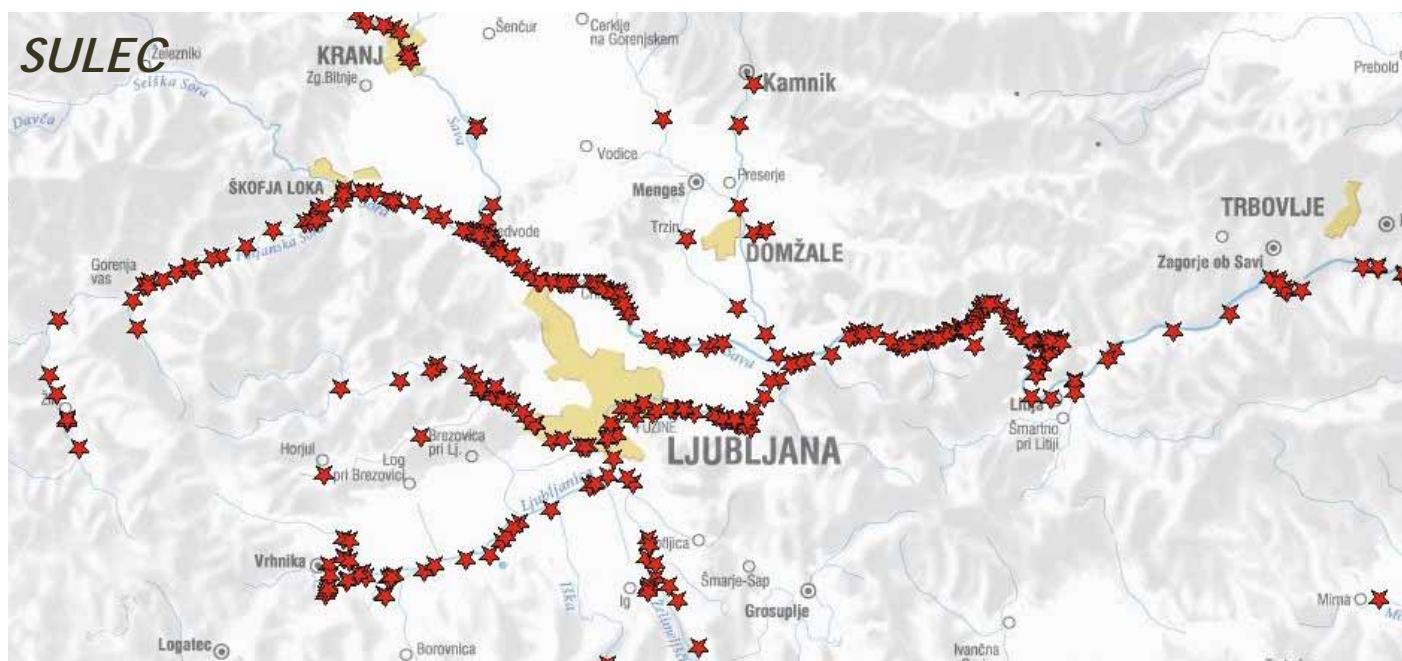 SULEC
Železniki
Selška Sora
Davča
KRANJ
Zg.Bitnje
Šenčur
Cerklje
na Gorenjskem
Kamnik
Prebold
Sava
Vodice
Mengeš
Preserje
ŠKOFJA LOKA
Sora
Trzin
DOMŽALE
TRBOVLJE
Zagorje ob Savi
Gorenja
vas
Sava
Horjul
Brezovica
pri Lj.
Log
pri Brezovici
LJUBLJANA
Litija
Šmartno
pri Litiji
Ljubljanica
Vrhnika
Iška
Ig
Šmarje-Sap
Grosuplje
Mirna
Logatec
Borovnica
Ivančna